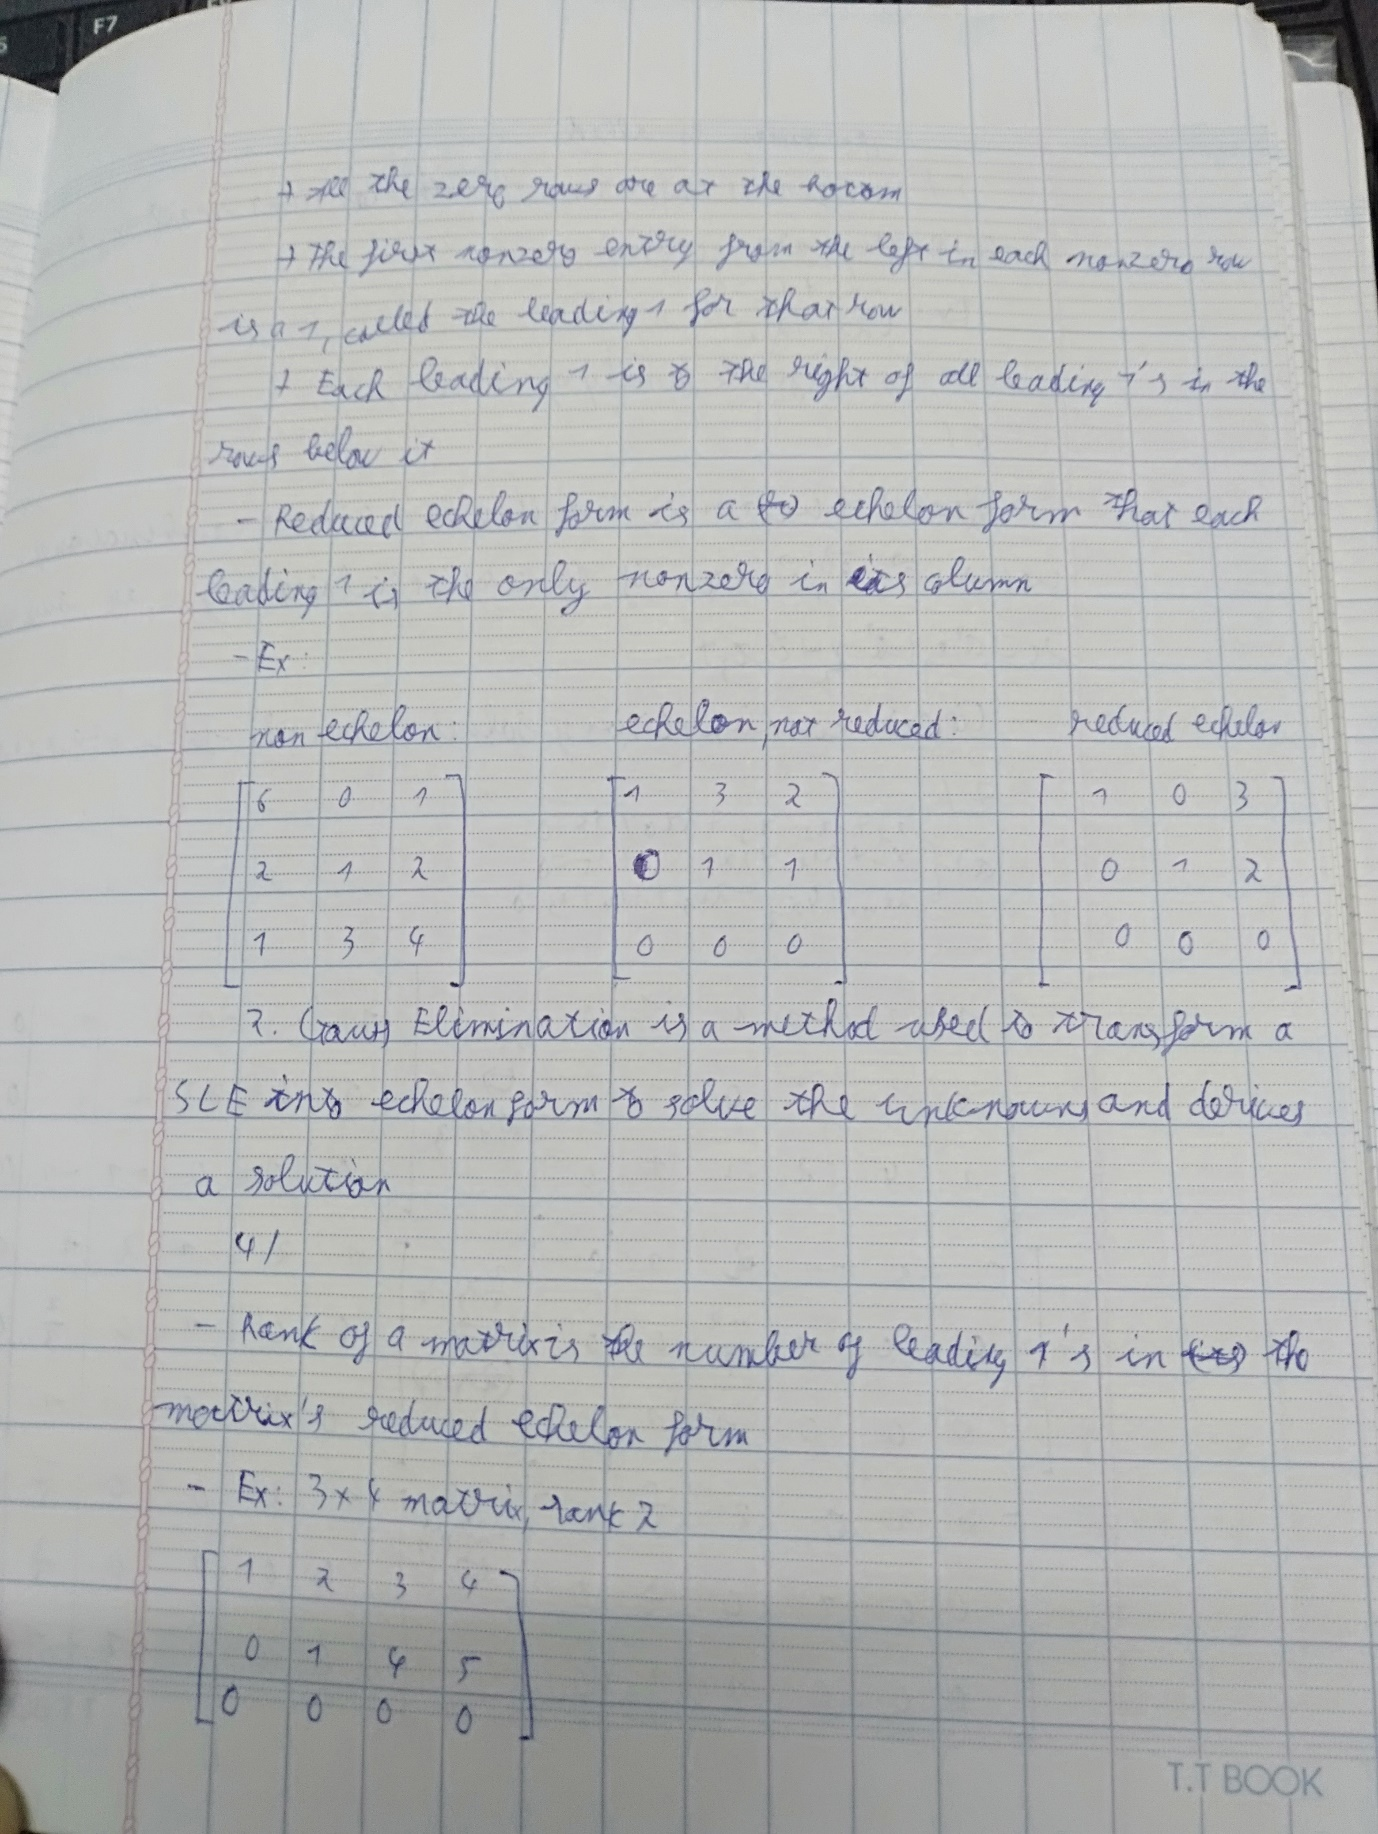 F7
+ All the zero rows are at the botom
+ The first nonzero entry from the left in each nonzero row
is a 1, called the leading 1 for that row
+ Each leading 1 is to the right of all leading 1's in the
rows below it
- Reduced echelon form is a echelon form that each
leading 1 is the only nonzero in its column
- Ex:
non echelon: echelon, not reduced: reduced echelon
6 0 1 1 3 2 1 0 3
2 1 2 0 1 1 0 1 2
1 3 4 0 0 0 0 0 0
2. Gauss Elimination is a method used to transform a
SLE into echelon form to solve the unknowns and derives
a solution
4/
- Rank of a matrix is the number of leading 1's in the
matrix's reduced echelon form
- Ex: 3x4 matrix, rank 2
1 2 3 4
0 1 4 5
0 0 0 0
T.T BOOK